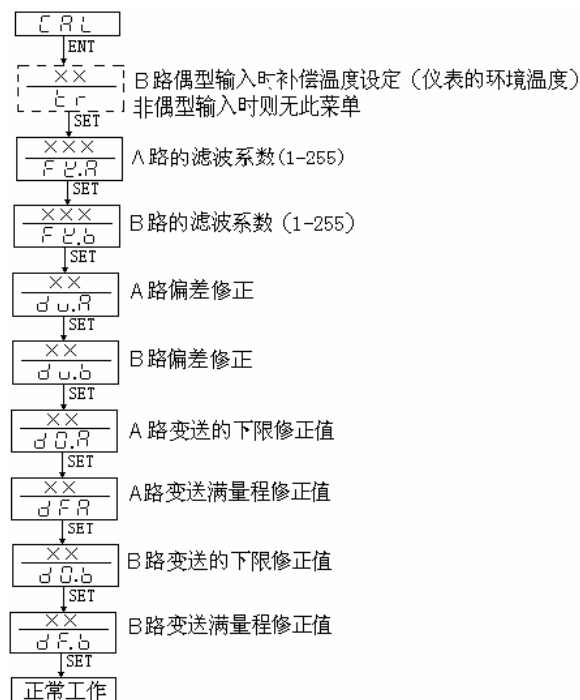 CAL
ENT
××
tr
B路偶型输入时补偿温度设定（仪表的环境温度）
非偶型输入时则无此菜单
SET
×××
FL.A
A路的滤波系数(1-255)
SET
×××
FL.b
B路的滤波系数（1-255）
SET
××
du.A
A路偏差修正
SET
××
du.b
B路偏差修正
SET
××
d0.A
A路变送的下限修正值
SET
××
dFA
A路变送满量程修正值
SET
××
d0.b
B路变送的下限修正值
SET
××
dF.b
B路变送满量程修正值
SET
正常工作